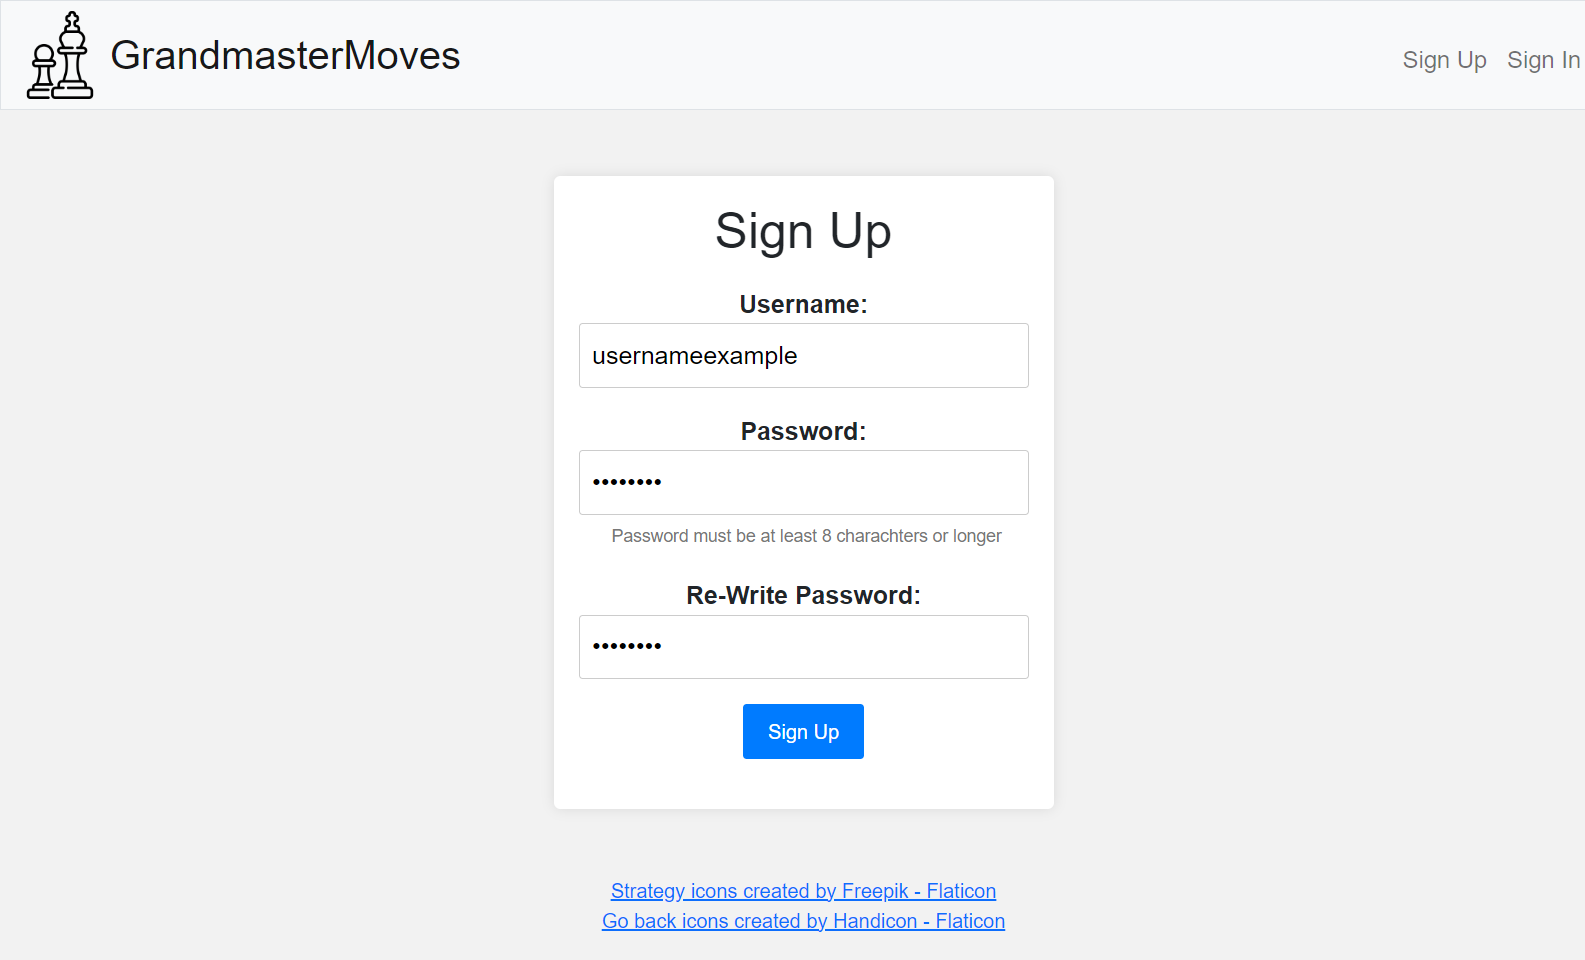 GrandmasterMoves
Sign Up Sign In
Sign Up
Username:
usernameexample
Password:
••••••••
Password must be at least 8 charachters or longer
Re-Write Password:
••••••••
Sign Up
Strategy icons created by Freepik - Flaticon
Go back icons created by Handicon - Flaticon